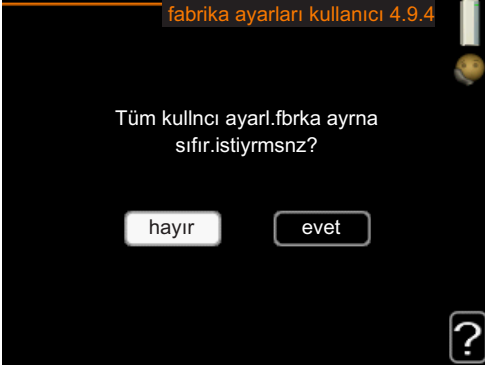 fabrika ayarları kullanıcı 4.9.4
Tüm kullncı ayarl.fbrka ayrna
sıfır.istiyrmsnz?
hayır
evet
?